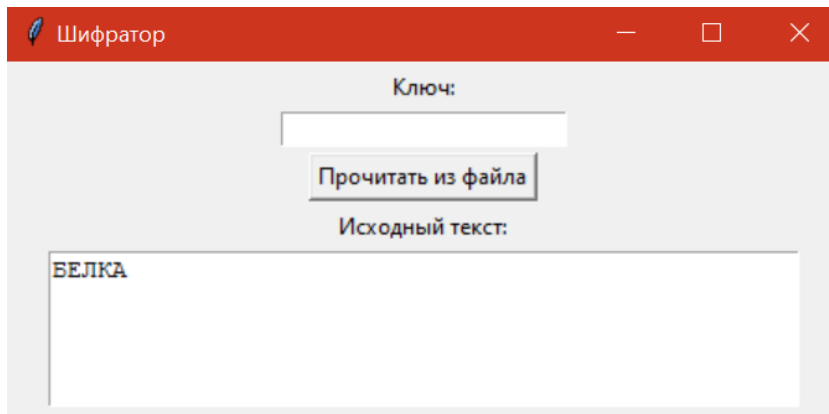 Шифратор
Ключ:
Прочитать из файла
Исходный текст:
БЕЛКА